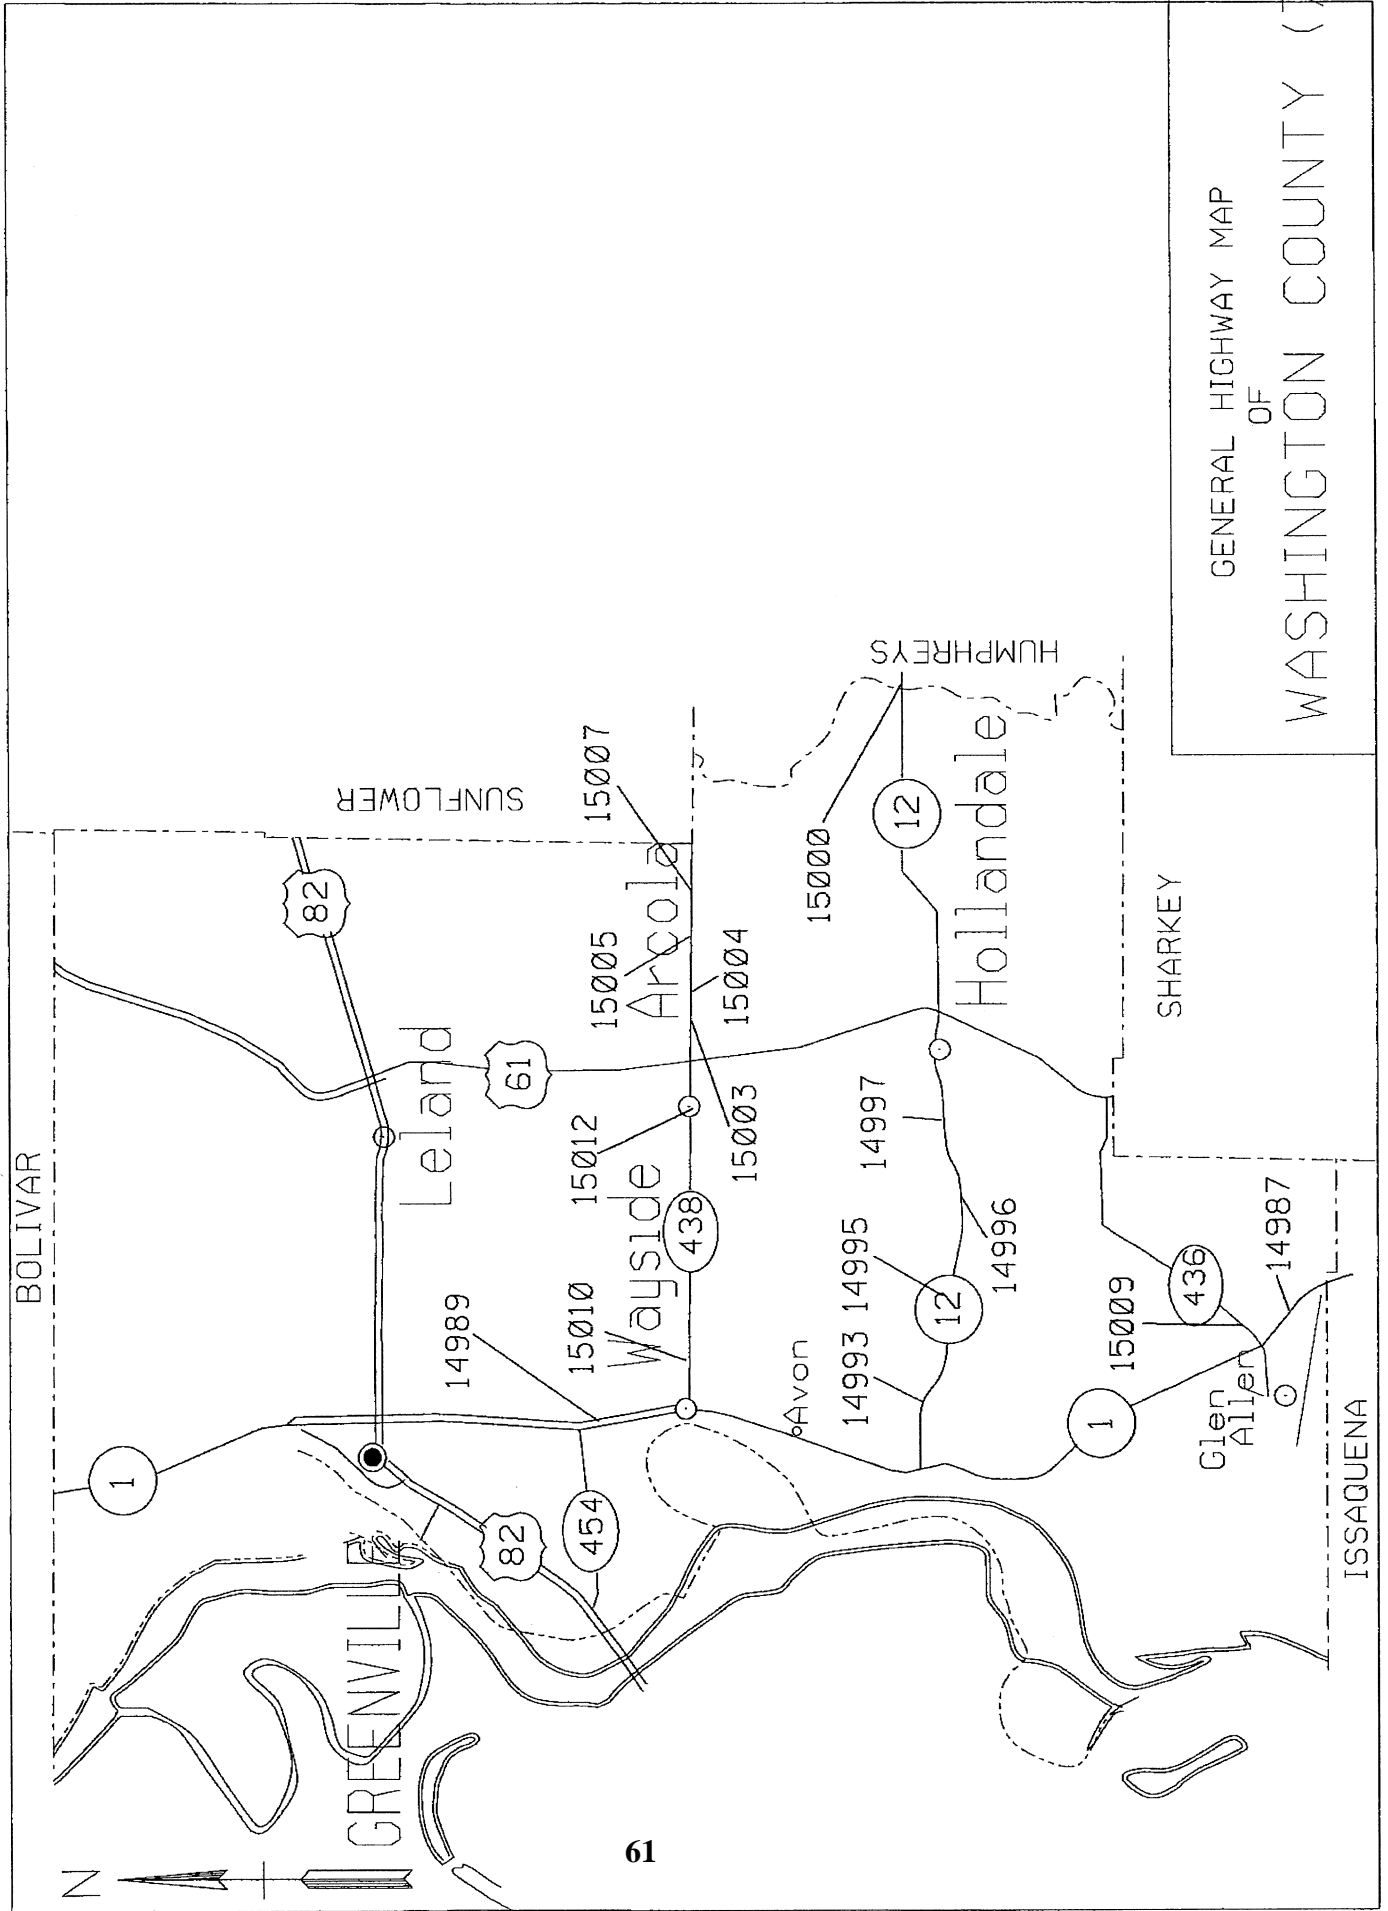 N
BOLIVAR
1
82
SUNFLOWER
GREENVILLE
Leland
82
61
14989
454
15010
15012
15005
15007
Wayside
Arcola
438
15003
15004
Avon
15000
HUMPHREYS
14993 14995
14997
12
12
14996
Hollandale
1
15009
436
Glen
Allen
14987
SHARKEY
ISSAQUENA
GENERAL HIGHWAY MAP
OF
WASHINGTON COUNTY (
61